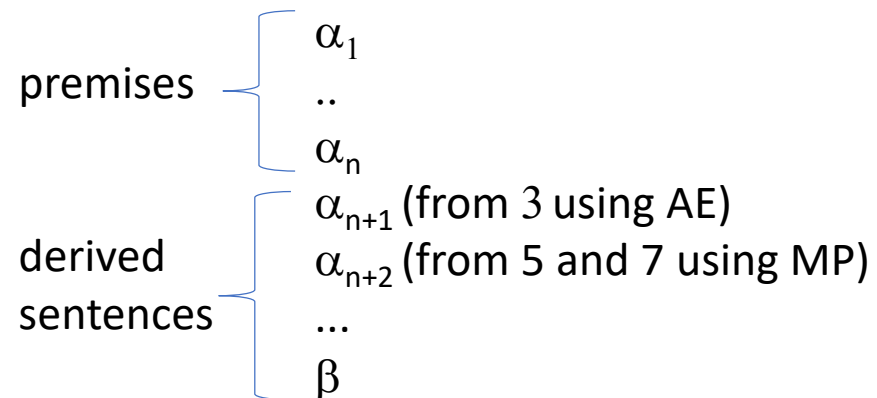 premises
α1
..
αn
derived
sentences
αn+1 (from 3 using AE)
αn+2 (from 5 and 7 using MP)
...
β